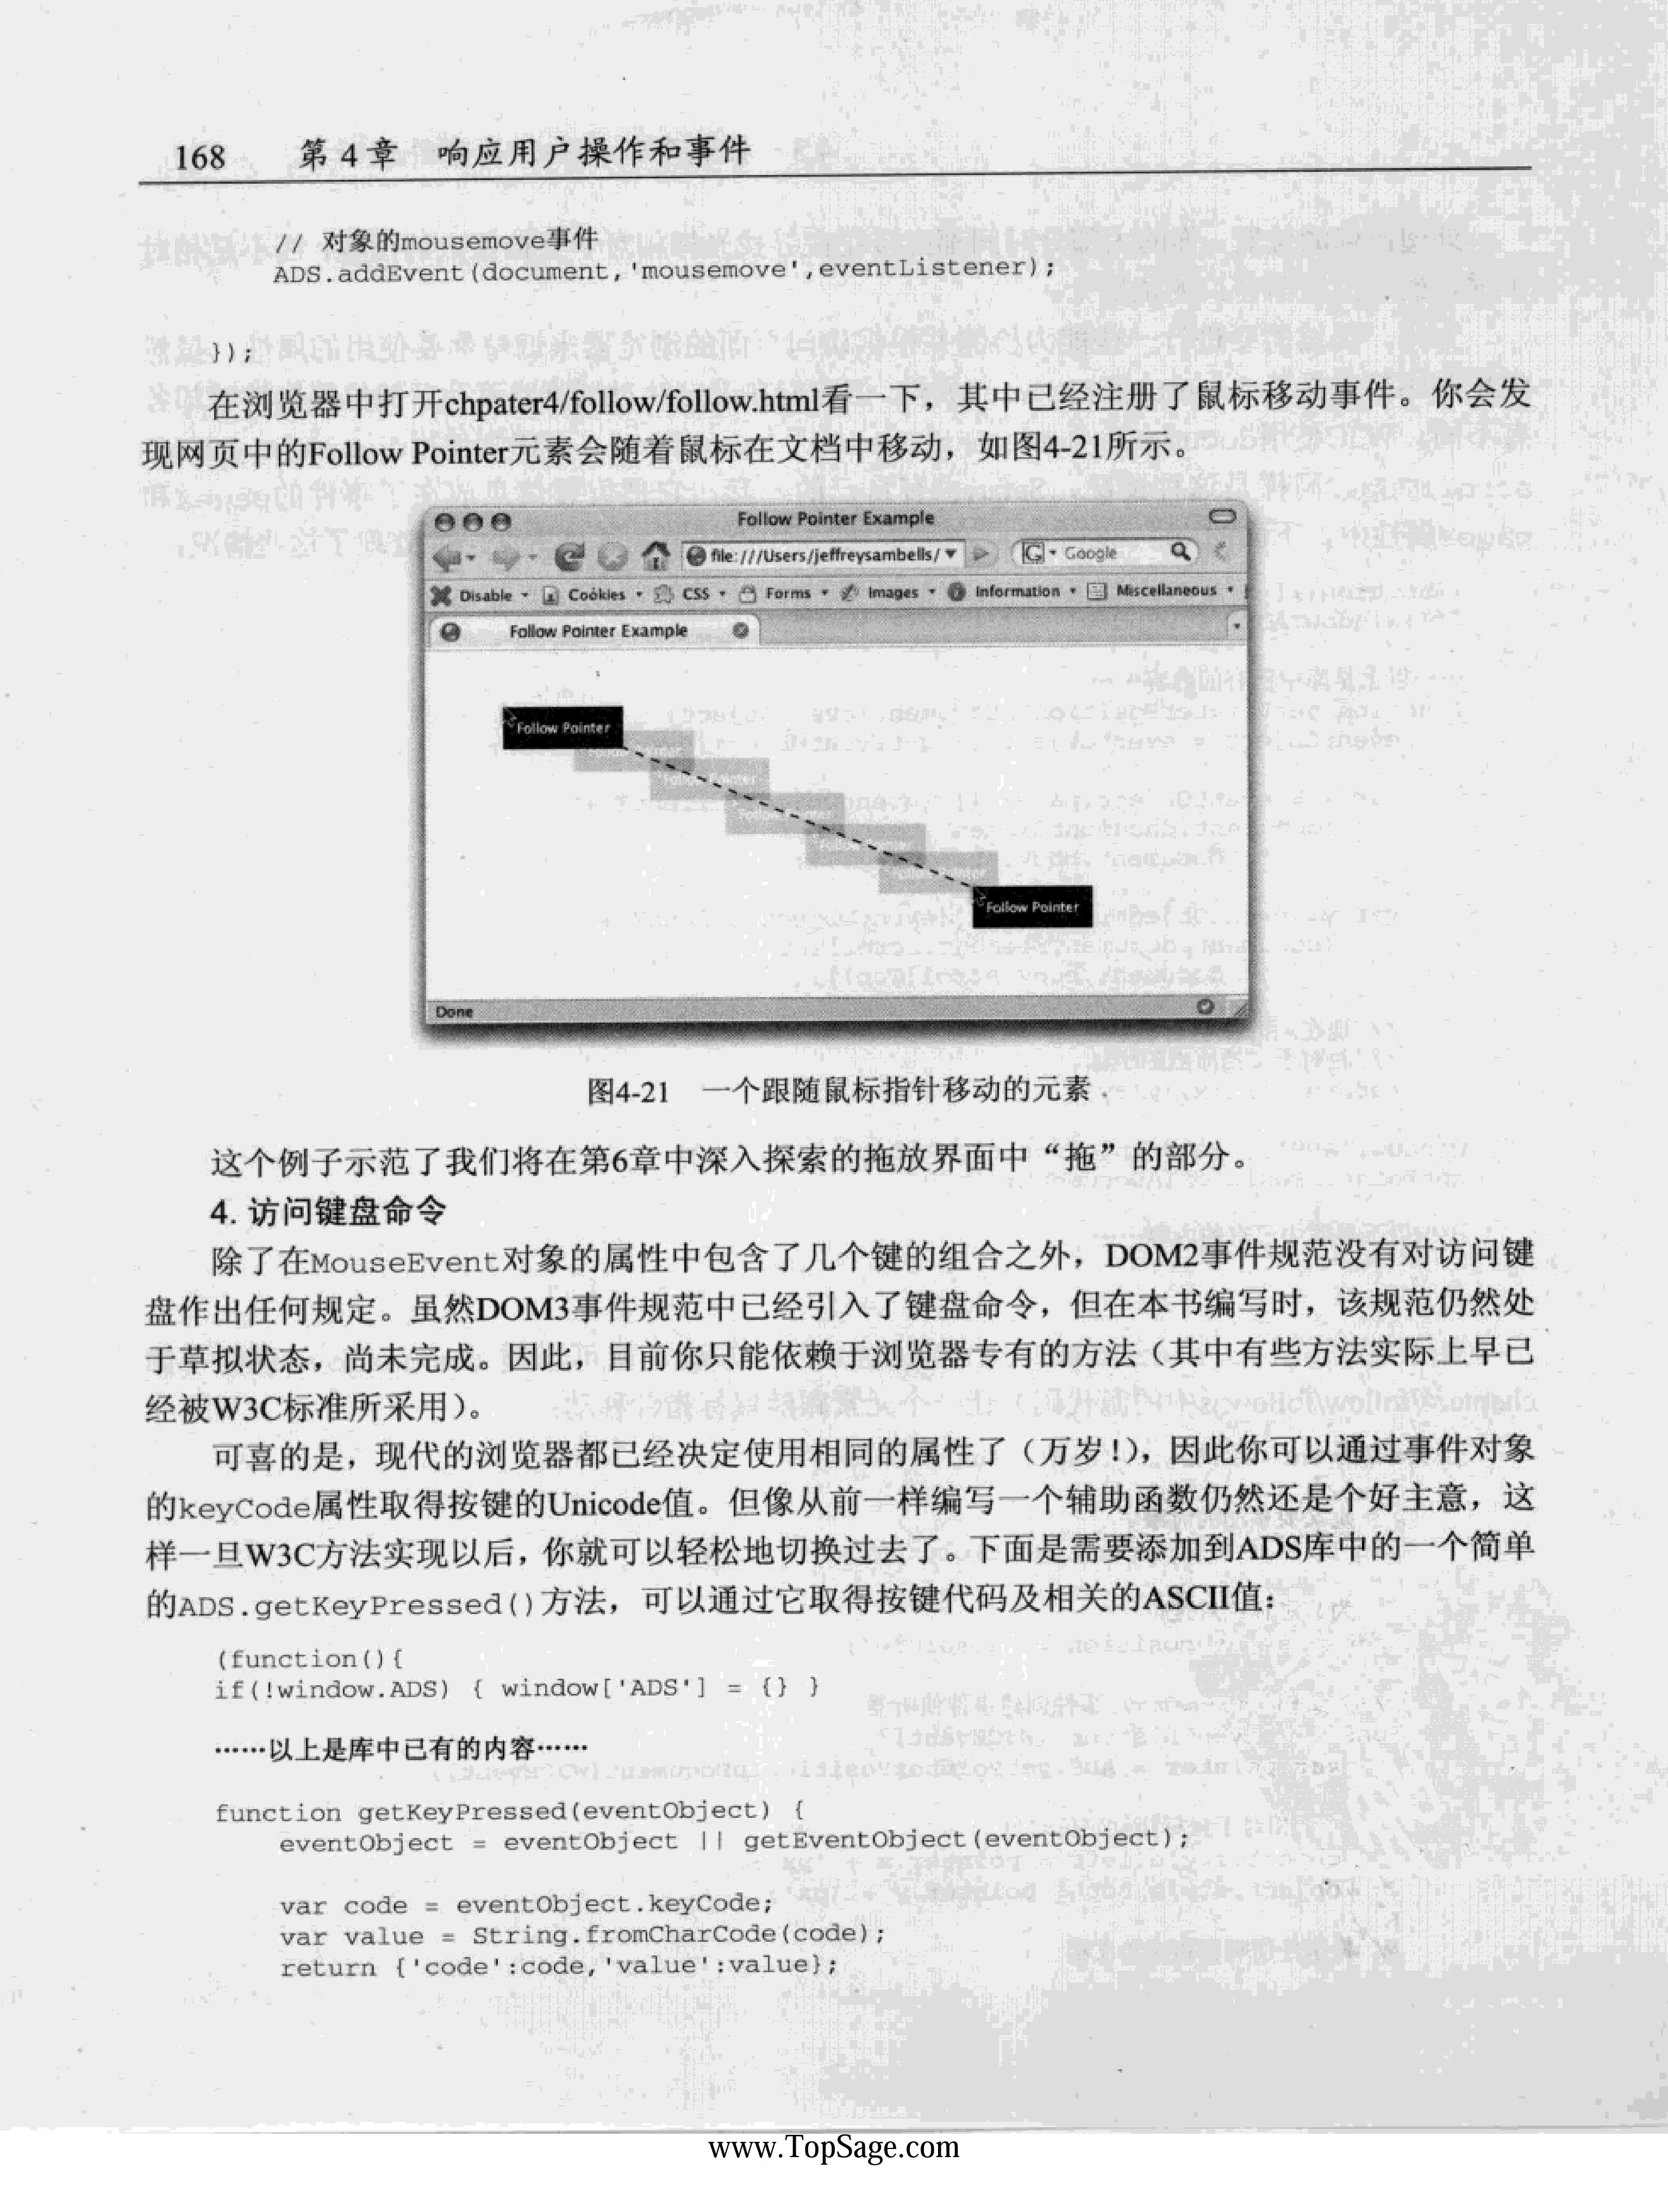 168 第 4 章 响应用户操作和事件
// 对象的mousemove事件
ADS.addEvent(document,'mousemove',eventListener);
});
在浏览器中打开chpater4/follow/follow.html看一下，其中已经注册了鼠标移动事件。你会发
现网页中的Follow Pointer元素会随着鼠标在文档中移动，如图4-21所示。
Follow Pointer Example
file:///Users/jeffreysambells/ G Google
Disable Cookies CSS Forms Images Information Miscellaneous
Follow Pointer Example
Follow Pointer
Follow Pointer
Follow Pointer
Follow Pointer
Follow Pointer
Done
图4-21 一个跟随鼠标指针移动的元素
这个例子示范了我们将在第6章中深入探索的拖放界面中“拖”的部分。
4. 访问键盘命令
除了在MouseEvent对象的属性中包含了几个键的组合之外，DOM2事件规范没有对访问键
盘作出任何规定。虽然DOM3事件规范中已经引入了键盘命令，但在本书编写时，该规范仍然处
于草拟状态，尚未完成。因此，目前你只能依赖于浏览器专有的方法（其中有些方法实际上早已
经被W3C标准所采用）。
可喜的是，现代的浏览器都已经决定使用相同的属性了（万岁！），因此你可以通过事件对象
的keyCode属性取得按键的Unicode值。但像从前一样编写一个辅助函数仍然还是个好主意，这
样一旦W3C方法实现以后，你就可以轻松地切换过去了。下面是需要添加到ADS库中的一个简单
的ADS.getKeyPressed()方法，可以通过它取得按键代码及相关的ASCII值：
(function(){
if(!window.ADS) { window['ADS'] = {} }
……以上是库中已有的内容……
function getKeyPressed(eventObject) {
eventObject = eventObject || getEventObject(eventObject);
var code = eventObject.keyCode;
var value = String.fromCharCode(code);
return {'code':code,'value':value};
www.TopSage.com